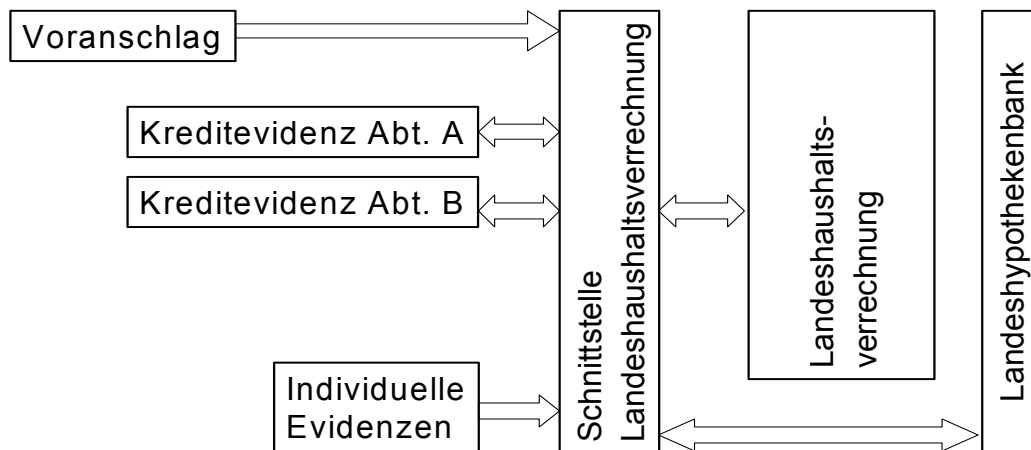 Voranschlag
Kreditevidenz Abt. A
Kreditevidenz Abt. B
Individuelle
Evidenzen
Schnittstelle
Landeshaushaltsverrechnung
Landeshaushalts-
verrechnung
Landeshypothekenbank